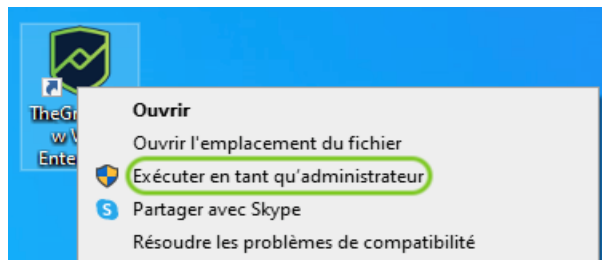 TheGr
w V
Ente
Ouvrir
Ouvrir l'emplacement du fichier
Exécuter en tant qu'administrateur
Partager avec Skype
Résoudre les problèmes de compatibilité